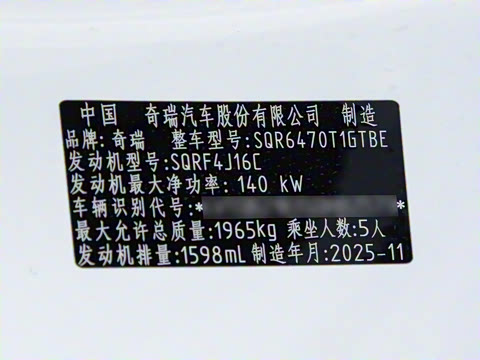 中国 奇瑞汽车股份有限公司 制造
品牌: 奇瑞 整车型号:SQR6470T1GTBE
发动机型号:SQRF4J16C
发动机最大净功率: 140 kW
车辆识别代号:* *
最大允许总质量:1965kg 乘坐人数:5人
发动机排量:1598mL 制造年月:2025-11